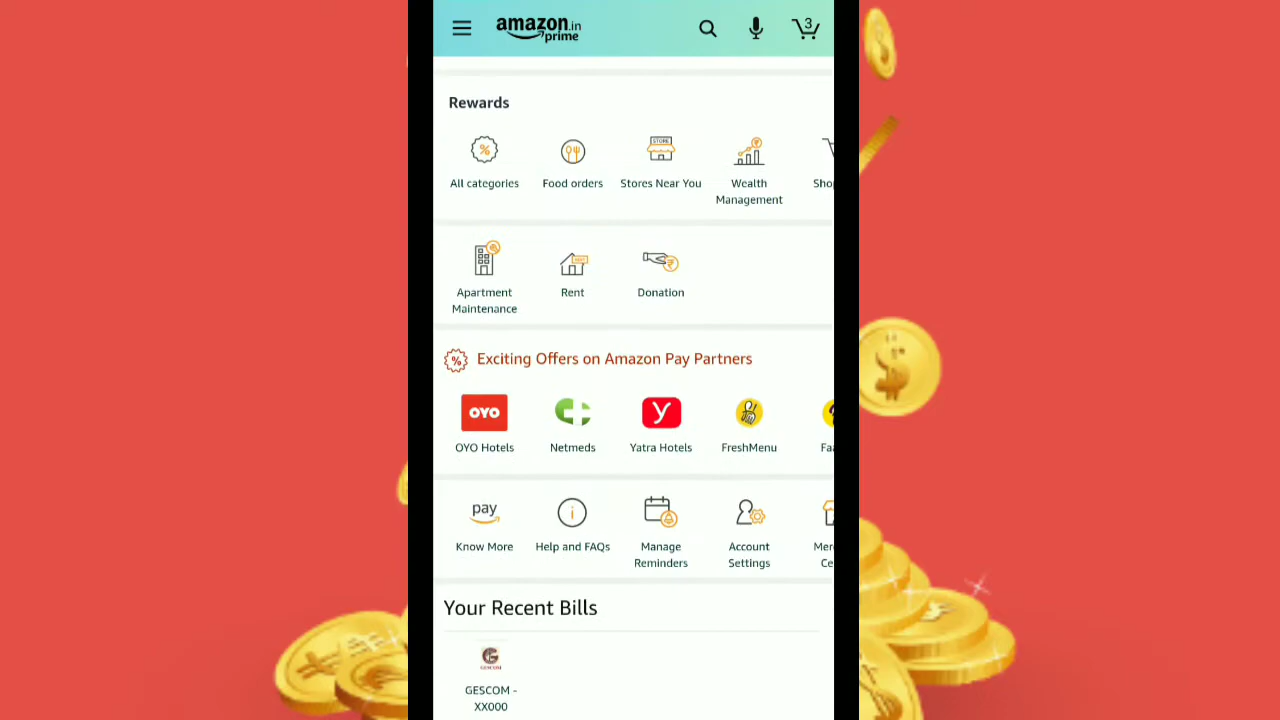 amazon.in
prime
3
Rewards
All categories
Food orders
STORE
Stores Near You
Wealth
Management
Apartment
Maintenance
Rent
Donation
Exciting Offers on Amazon Pay Partners
OYO
OYO Hotels
Netmeds
y
Yatra Hotels
FreshMenu
pay
Know More
Help and FAQs
Manage
Reminders
Account
Settings
Your Recent Bills
GESCOM
GESCOM -
XX000